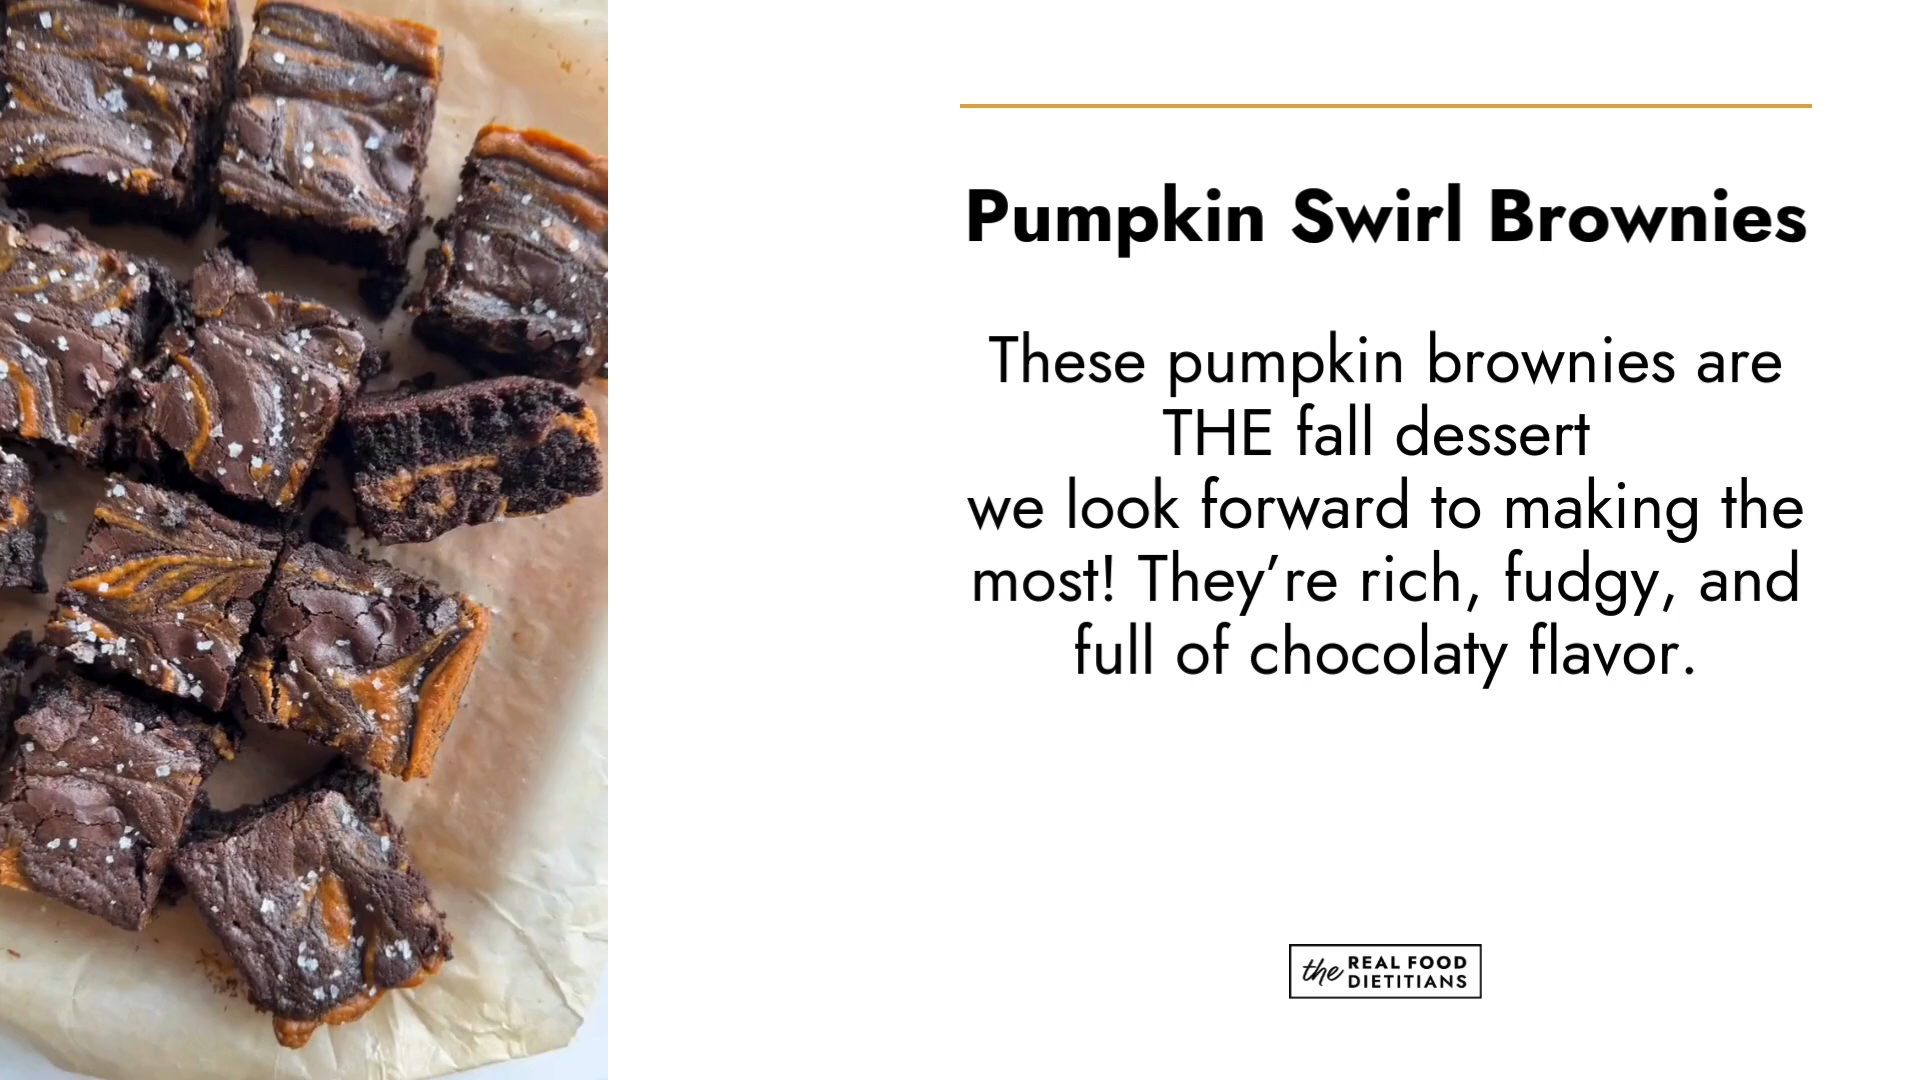 Pumpkin Swirl Brownies
These pumpkin brownies are
THE fall dessert
we look forward to making the
most! They’re rich, fudgy, and
full of chocolaty flavor.
the REAL FOOD
DIETITIANS